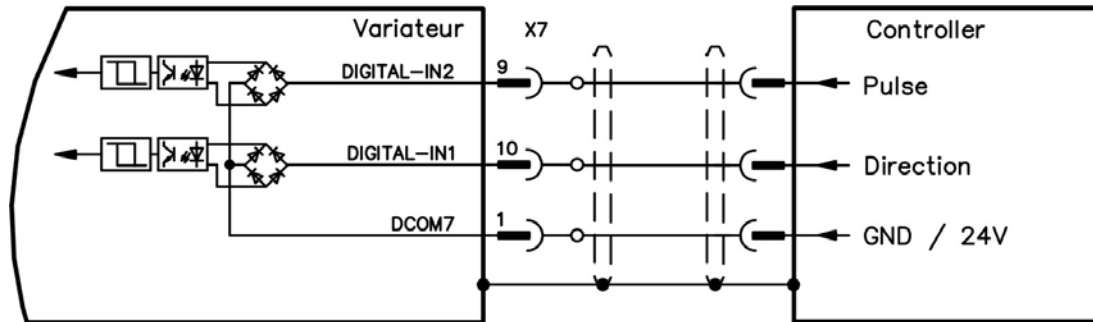 Variateur X7 Controller
DIGITAL-IN2 9 Pulse
DIGITAL-IN1 10 Direction
DCOM7 1 GND / 24V